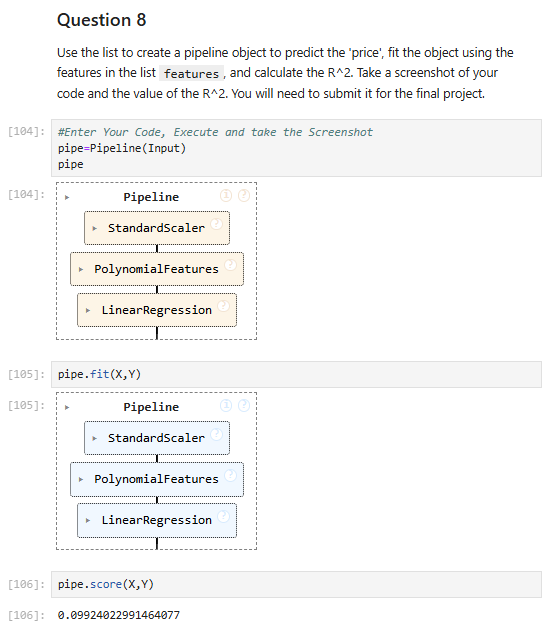 Question 8
Use the list to create a pipeline object to predict the 'price', fit the object using the
features in the list features, and calculate the R^2. Take a screenshot of your
code and the value of the R^2. You will need to submit it for the final project.
[104]: #Enter Your Code, Execute and take the Screenshot
pipe=Pipeline(Input)
pipe
[104]: ▸ Pipeline i ?
▸ StandardScaler ?
▸ PolynomialFeatures ?
▸ LinearRegression ?
[105]: pipe.fit(X,Y)
[105]: ▸ Pipeline i ?
▸ StandardScaler ?
▸ PolynomialFeatures ?
▸ LinearRegression ?
[106]: pipe.score(X,Y)
[106]: 0.09924022991464077